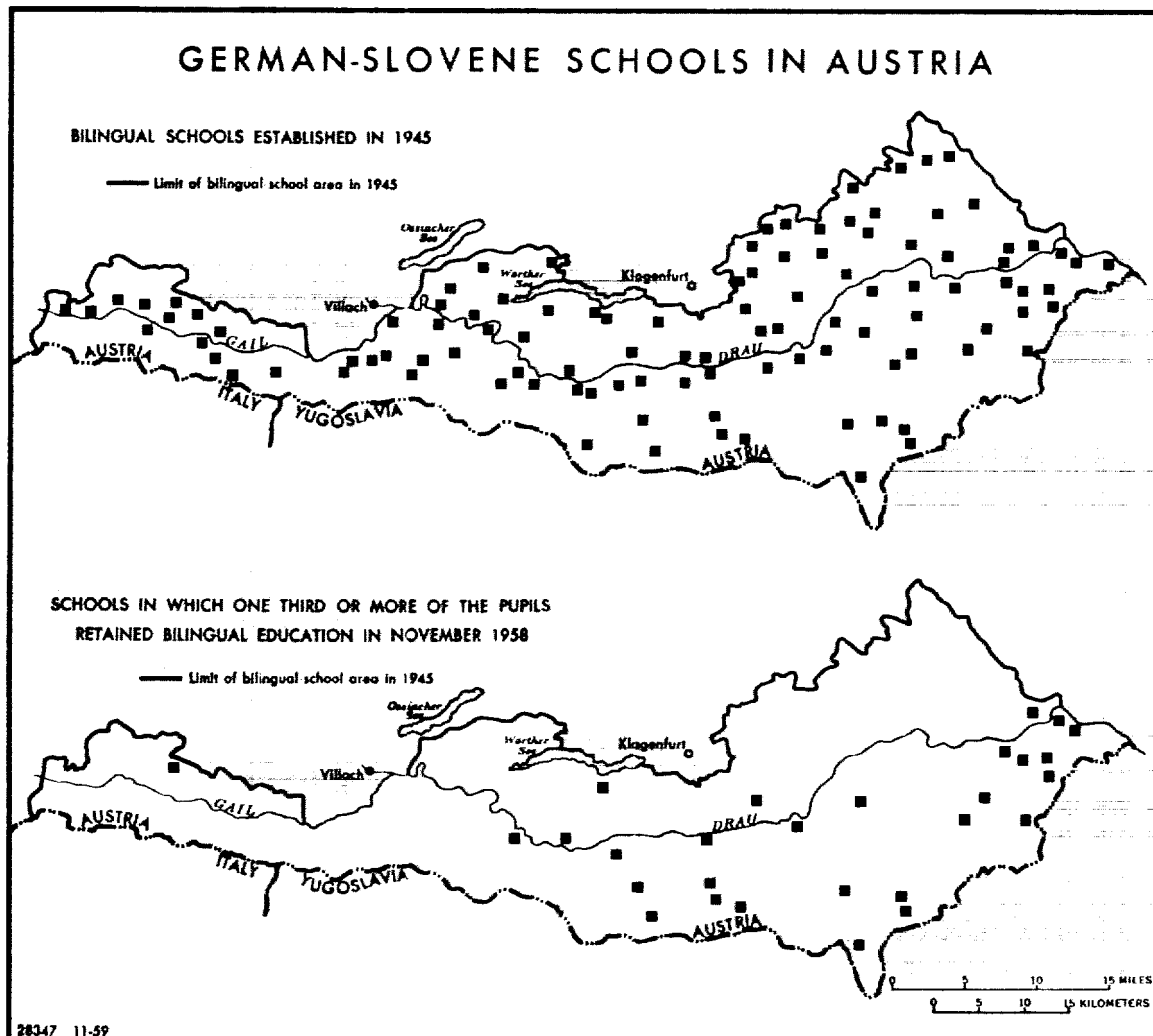 GERMAN-SLOVENE SCHOOLS IN AUSTRIA
BILINGUAL SCHOOLS ESTABLISHED IN 1945
Limit of bilingual school area in 1945
Ossiacher
See
Worther
See
Klagenfurt
Villach
GAIL
DRAU
AUSTRIA
ITALY
YUGOSLAVIA
AUSTRIA
SCHOOLS IN WHICH ONE THIRD OR MORE OF THE PUPILS
RETAINED BILINGUAL EDUCATION IN NOVEMBER 1958
Limit of bilingual school area in 1945
Ossiacher
See
Worther
See
Klagenfurt
Villach
GAIL
DRAU
AUSTRIA
ITALY
YUGOSLAVIA
AUSTRIA
0 5 10 15 MILES
0 5 10 15 KILOMETERS
28347 11-59